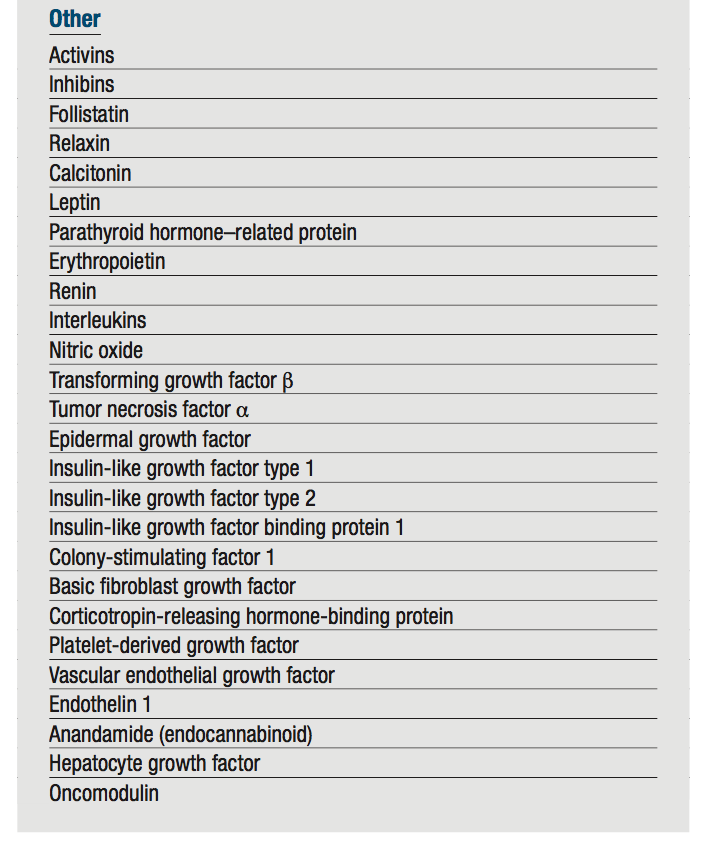 Other
Activins
Inhibins
Follistatin
Relaxin
Calcitonin
Leptin
Parathyroid hormone–related protein
Erythropoietin
Renin
Interleukins
Nitric oxide
Transforming growth factor β
Tumor necrosis factor α
Epidermal growth factor
Insulin-like growth factor type 1
Insulin-like growth factor type 2
Insulin-like growth factor binding protein 1
Colony-stimulating factor 1
Basic fibroblast growth factor
Corticotropin-releasing hormone-binding protein
Platelet-derived growth factor
Vascular endothelial growth factor
Endothelin 1
Anandamide (endocannabinoid)
Hepatocyte growth factor
Oncomodulin